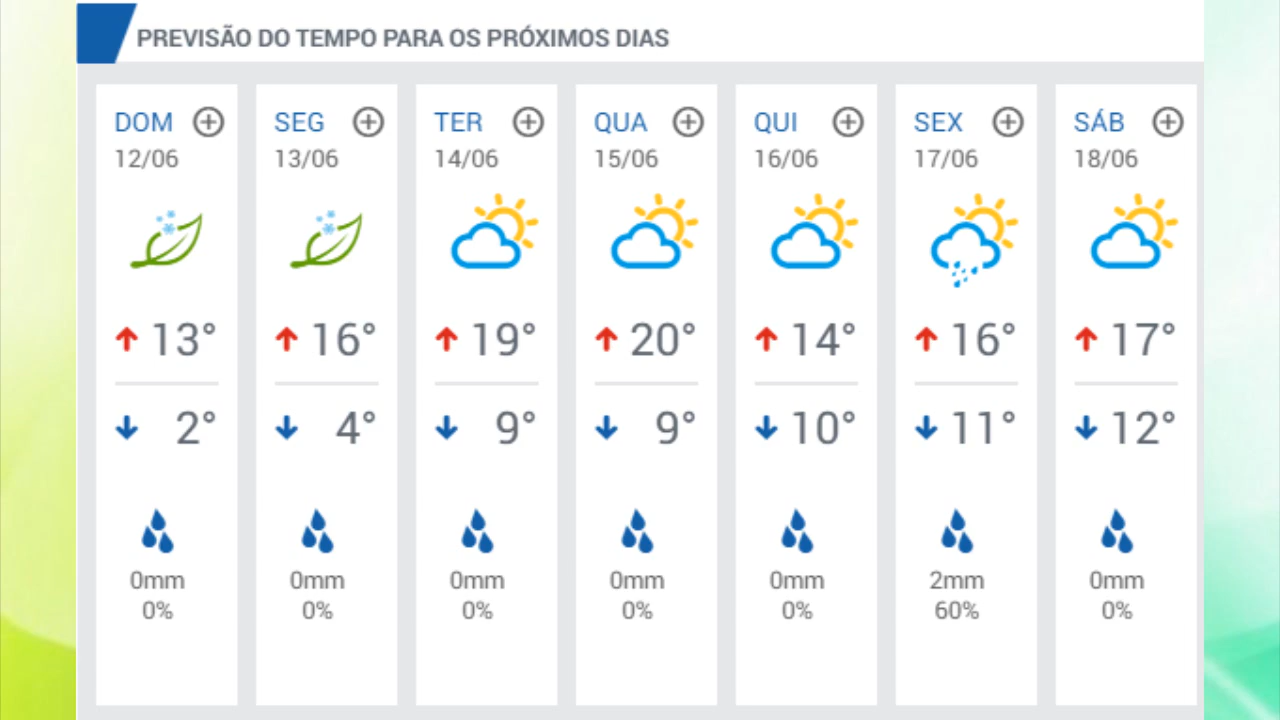 PREVISÃO DO TEMPO PARA OS PRÓXIMOS DIAS
DOM
12/06
13°
2°
0mm
0%
SEG
13/06
16°
4°
0mm
0%
TER
14/06
19°
9°
0mm
0%
QUA
15/06
20°
9°
0mm
0%
QUI
16/06
14°
10°
0mm
0%
SEX
17/06
16°
11°
2mm
60%
SÁB
18/06
17°
12°
0mm
0%